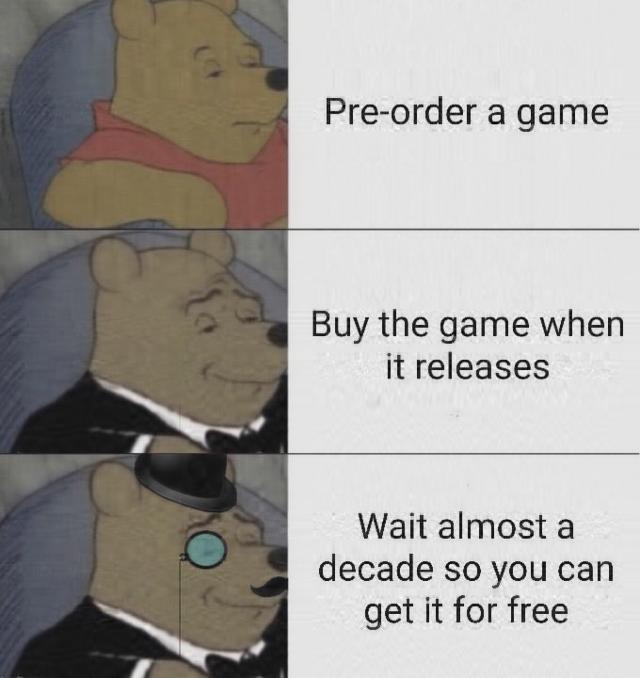 Pre-order a game
Buy the game when
it releases
Wait almost a
decade so you can
get it for free